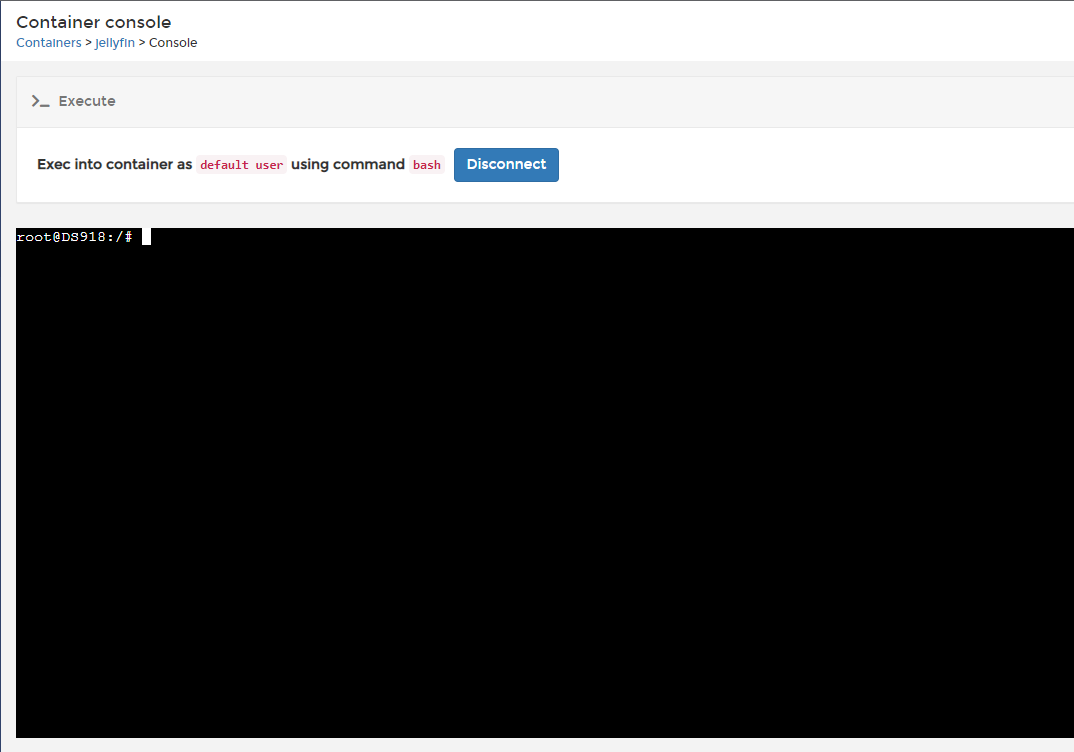 Container console
Containers > jellyfin > Console
>_ Execute
Exec into container as default user using command bash Disconnect
root@DS918:/#